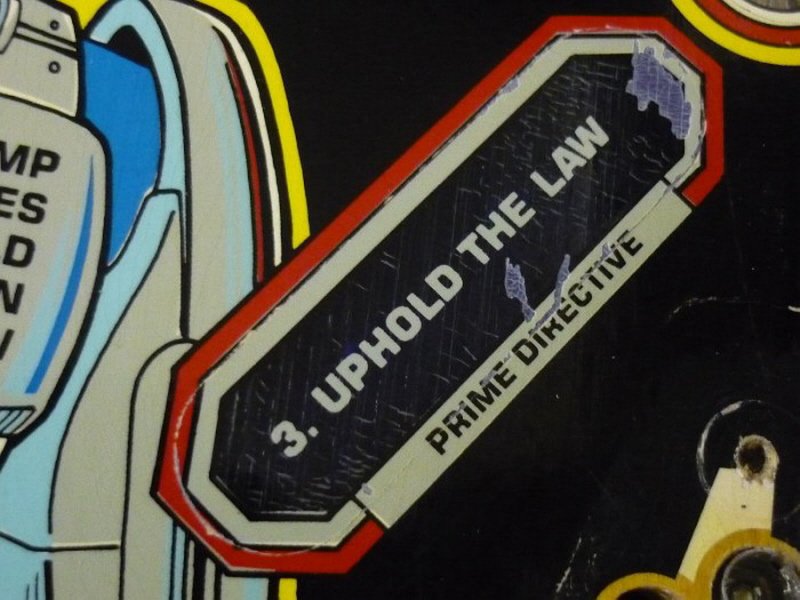 MP
ES
D
N
3. UPHOLD THE LAW
PRIME DIRECTIVE